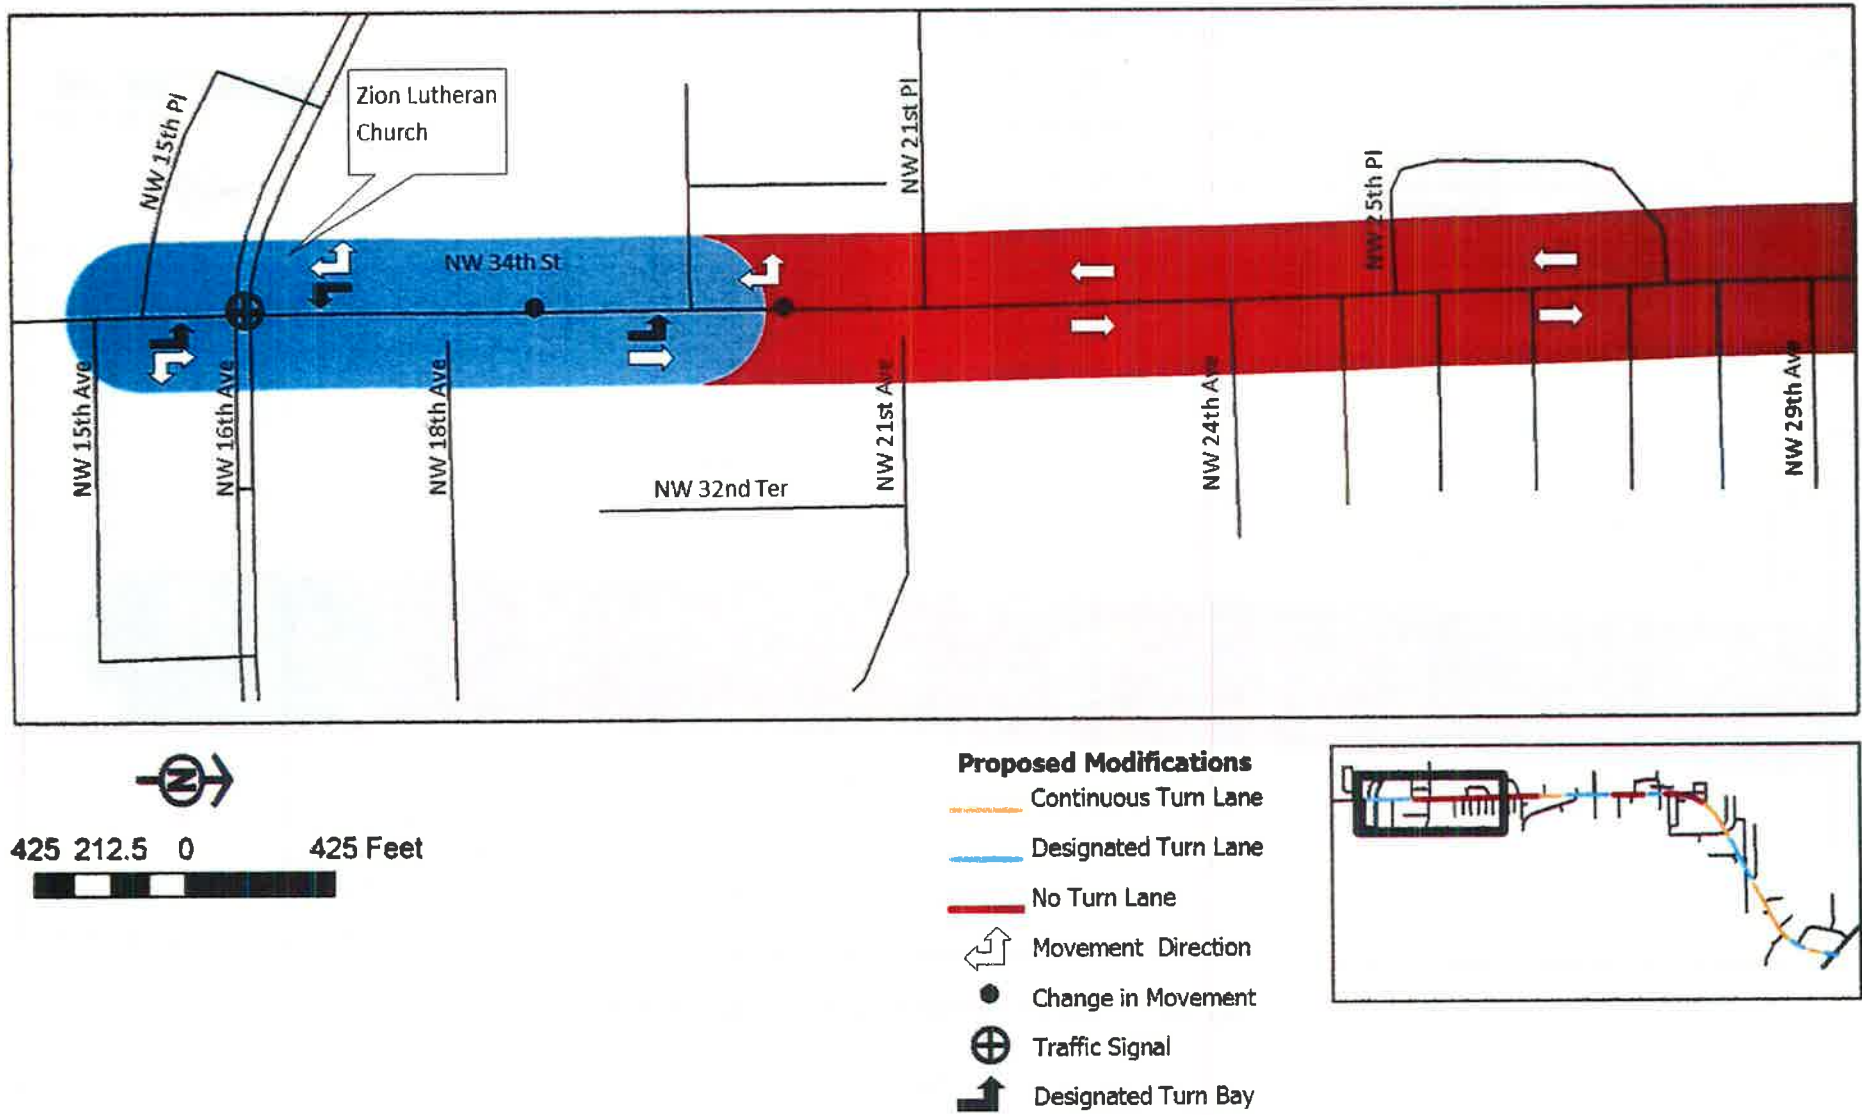 Zion Lutheran
Church
NW 15th Pl
NW 21st Pl
NW 25th Pl
NW 34th St
NW 15th Ave
NW 16th Ave
NW 18th Ave
NW 21st Ave
NW 24th Ave
NW 29th Ave
NW 32nd Ter
N
425 212.5 0 425 Feet
Proposed Modifications
Continuous Turn Lane
Designated Turn Lane
No Turn Lane
Movement Direction
Change in Movement
Traffic Signal
Designated Turn Bay